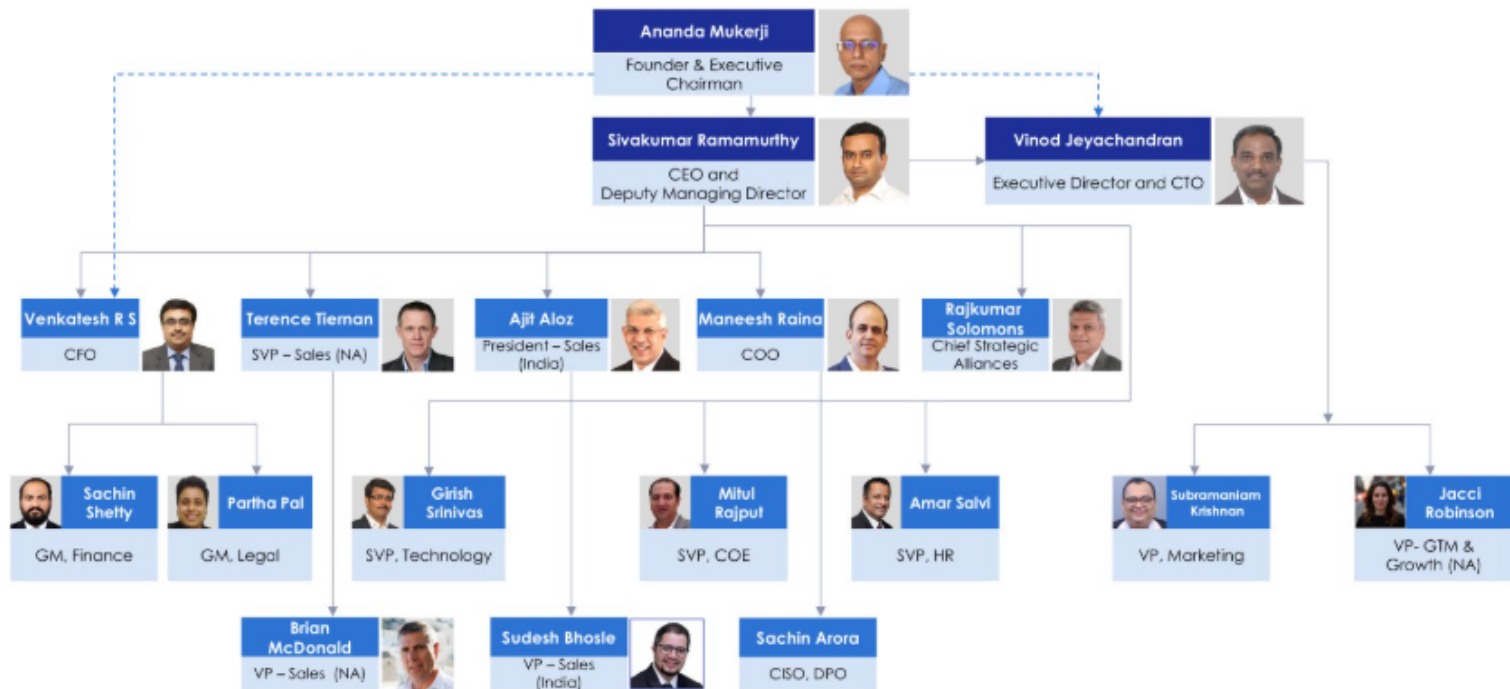 Ananda Mukerji
Founder & Executive
Chairman
Sivakumar Ramamurthy
CEO and
Deputy Managing Director
Vinod Jeyachandran
Executive Director and CTO
Venkatesh R S
CFO
Terence Tiernan
SVP – Sales (NA)
Ajit Aloz
President – Sales
(India)
Maneesh Raina
COO
Rajkumar
Solomons
Chief Strategic
Alliances
Sachin
Shetty
GM, Finance
Partha Pal
GM, Legal
Girish
Srinivas
SVP, Technology
Mitul
Rajput
SVP, COE
Amar Salvi
SVP, HR
Subramaniam
Krishnan
VP, Marketing
Jacci
Robinson
VP- GTM &
Growth (NA)
Brian
McDonald
VP – Sales (NA)
Sudesh Bhosle
VP – Sales
(India)
Sachin Arora
CISO, DPO